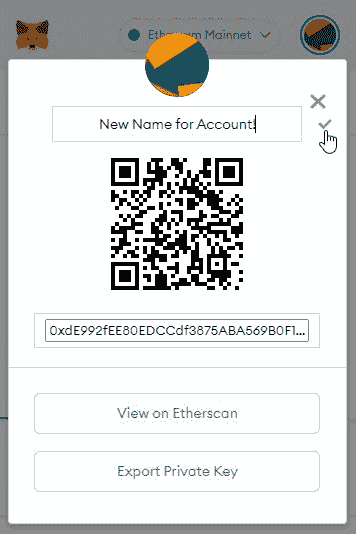 Ethereum Mainnet
New Name for Account!
0xdE992fEE80EDCCdf3875ABA569B0F1...
View on Etherscan
Export Private Key